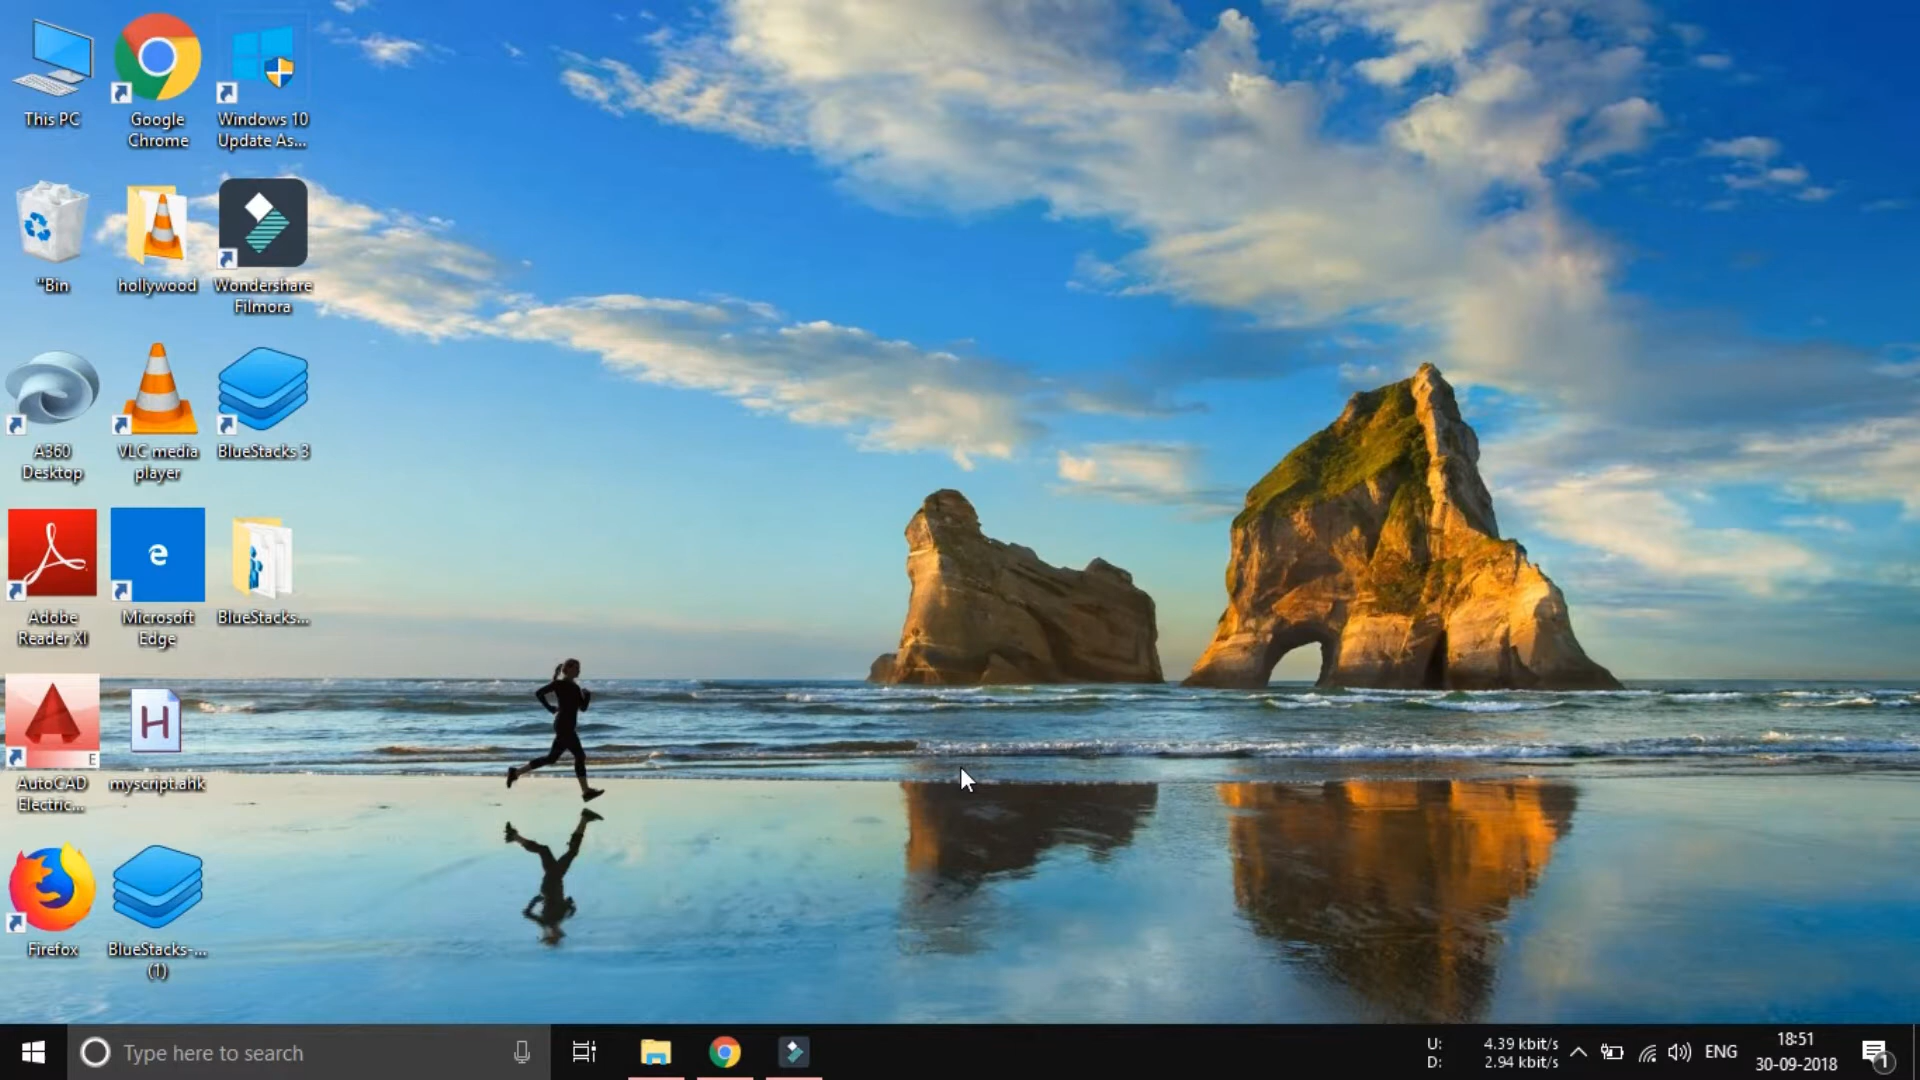 This PC
Google
Chrome
Windows 10
Update As...
"Bin
hollywood
Wondershare
Filmora
A360
Desktop
VLC media
player
BlueStacks 3
Adobe
Reader XI
Microsoft
Edge
BlueStacks...
AutoCAD
Electric...
E
H
myscript.ahk
Firefox
BlueStacks-...
(1)
Type here to search
U: 4.39 kbit/s
D: 2.94 kbit/s
ENG
18:51
30-09-2018
1